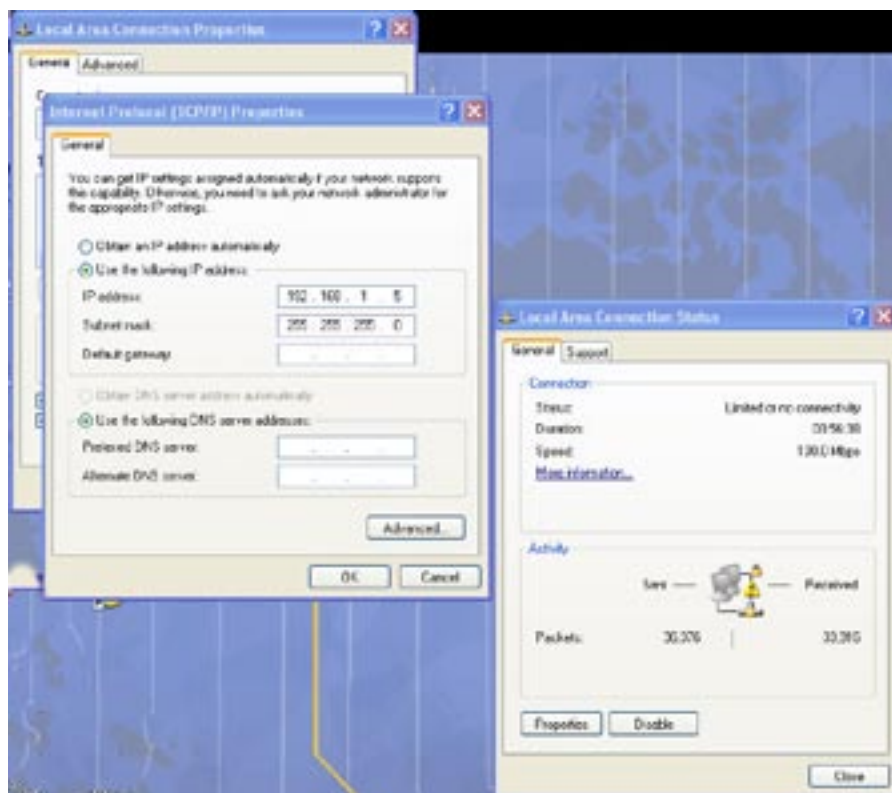 Local Area Connection Properties
General Advanced
Internet Protocol (TCP/IP) Properties
General
You can get IP settings assigned automatically if your network supports
this capability. Otherwise, you need to ask your network administrator for
the appropriate IP settings.
Obtain an IP address automatically
Use the following IP address:
IP address: 192 . 168 . 1 . 5
Subnet mask: 255 . 255 . 255 . 0
Default gateway:
Obtain DNS server address automatically
Use the following DNS server addresses:
Preferred DNS server:
Alternate DNS server:
Advanced...
OK Cancel
Local Area Connection Status
General Support
Connection
Status: Limited or no connectivity
Duration:
Speed: Mbps
More information...
Activity
Sent — — Received
Packets:
Properties Disable
Close